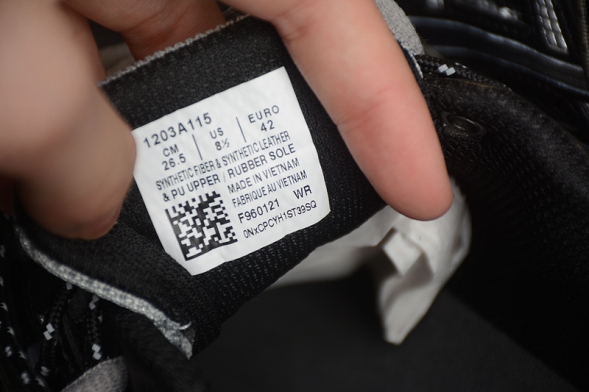 1203A115
CM | US | EURO
26.5 | 8½ | 42
SYNTHETIC FIBER & SYNTHETIC LEATHER
& PU UPPER / RUBBER SOLE
MADE IN VIETNAM
FABRIQUE AU VIETNAM
F960121 WR
0NxCPCYH1ST39SQ